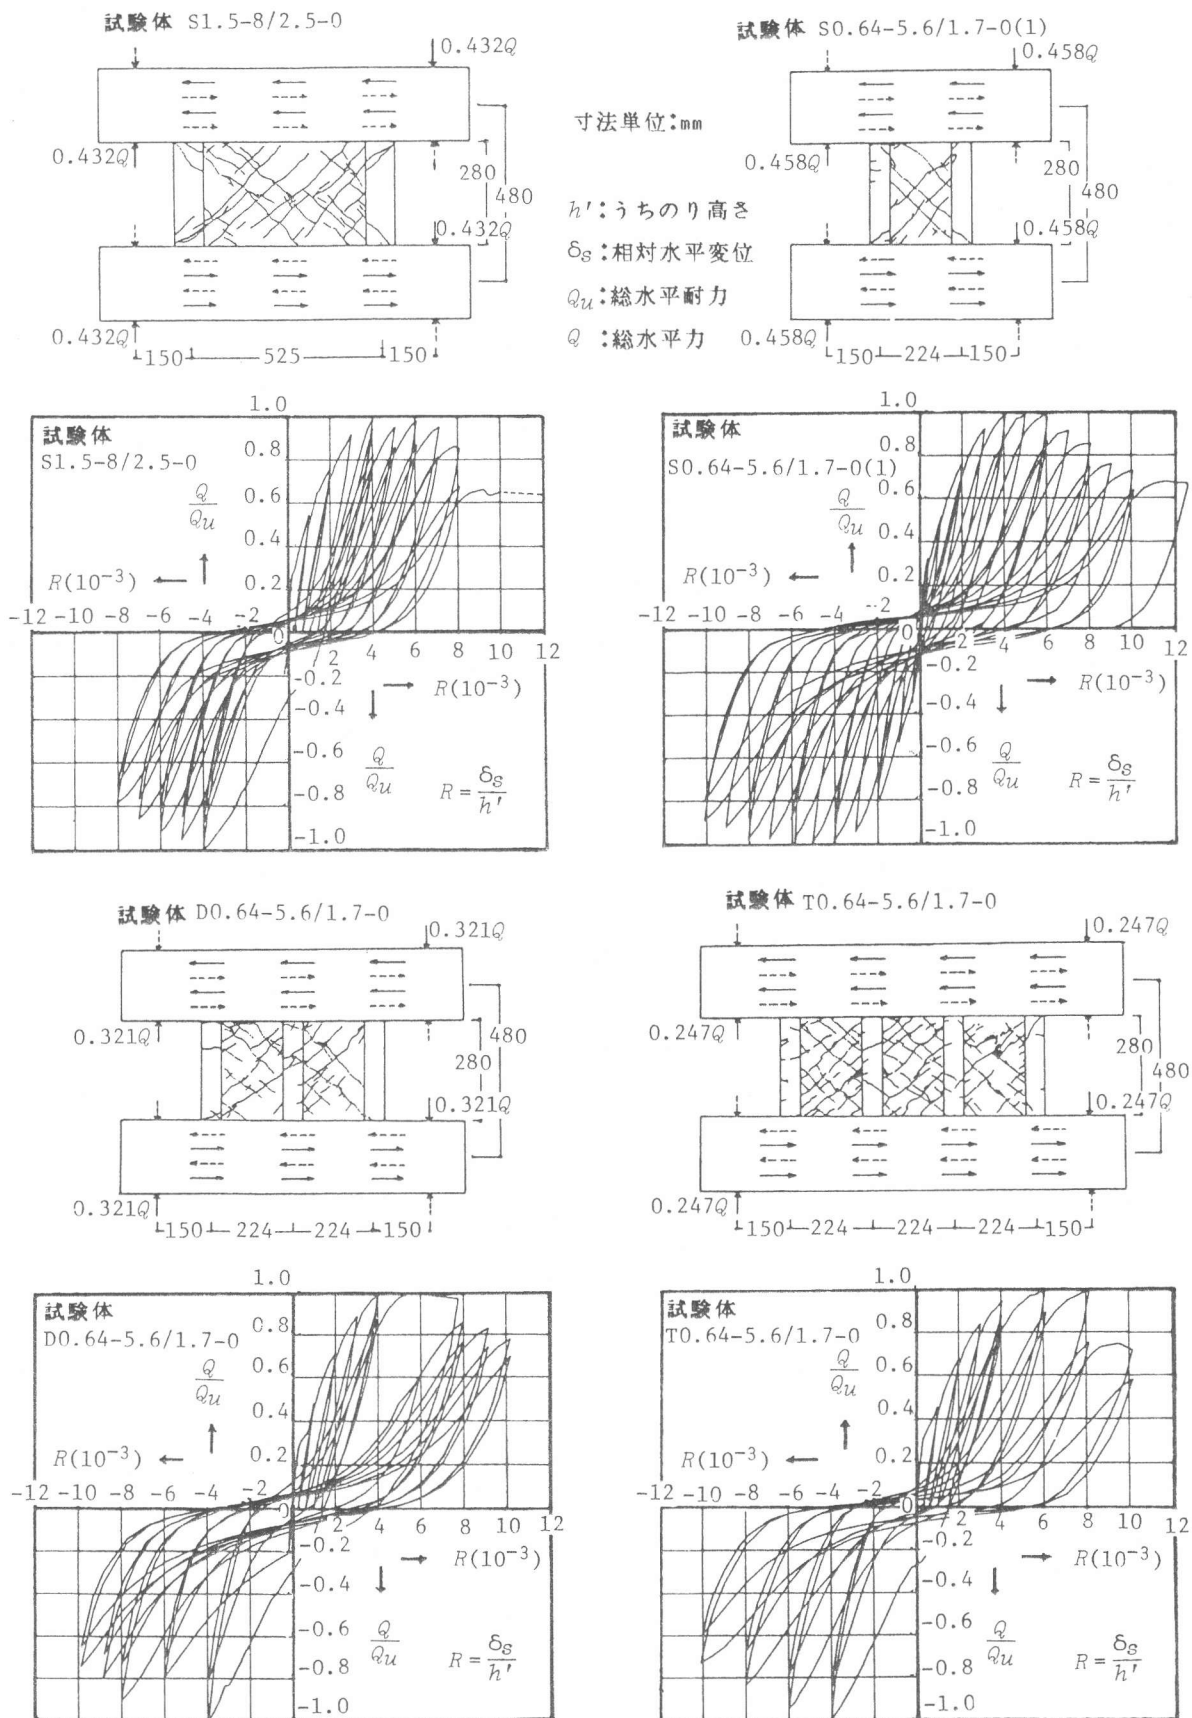 試験体 S1.5-8/2.5-0
0.432Q
0.432Q
280
480
0.432Q
0.432Q
150 525 150
試験体 S0.64-5.6/1.7-0(1)
0.458Q
0.458Q
280
480
0.458Q
0.458Q
150 224 150
寸法単位:mm
h':うちのり高さ
δS:相対水平変位
Qu:総水平耐力
Q:総水平力
試験体
S1.5-8/2.5-0
Q/Qu
R(10-3)
1.0
0.8
0.6
0.4
0.2
-12 -10 -8 -6 -4 -2
0
2 4 6 8 10 12
-0.2
-0.4
-0.6
-0.8
-1.0
R(10-3)
Q/Qu
R=δS/h'
試験体
S0.64-5.6/1.7-0(1)
Q/Qu
R(10-3)
1.0
0.8
0.6
0.4
0.2
-12 -10 -8 -6 -4 -2
0
2 4 6 8 10 12
-0.2
-0.4
-0.6
-0.8
-1.0
R(10-3)
Q/Qu
R=δS/h'
試験体 D0.64-5.6/1.7-0
0.321Q
0.321Q
280
480
0.321Q
0.321Q
150 224 224 150
試験体 T0.64-5.6/1.7-0
0.247Q
0.247Q
280
480
0.247Q
0.247Q
150 224 224 224 150
試験体
D0.64-5.6/1.7-0
Q/Qu
R(10-3)
1.0
0.8
0.6
0.4
0.2
-12 -10 -8 -6 -4 -2
0
2 4 6 8 10 12
-0.2
-0.4
-0.6
-0.8
-1.0
R(10-3)
Q/Qu
R=δS/h'
試験体
T0.64-5.6/1.7-0
Q/Qu
R(10-3)
1.0
0.8
0.6
0.4
0.2
-12 -10 -8 -6 -4 -2
0
2 4 6 8 10 12
-0.2
-0.4
-0.6
-0.8
-1.0
R(10-3)
Q/Qu
R=δS/h'